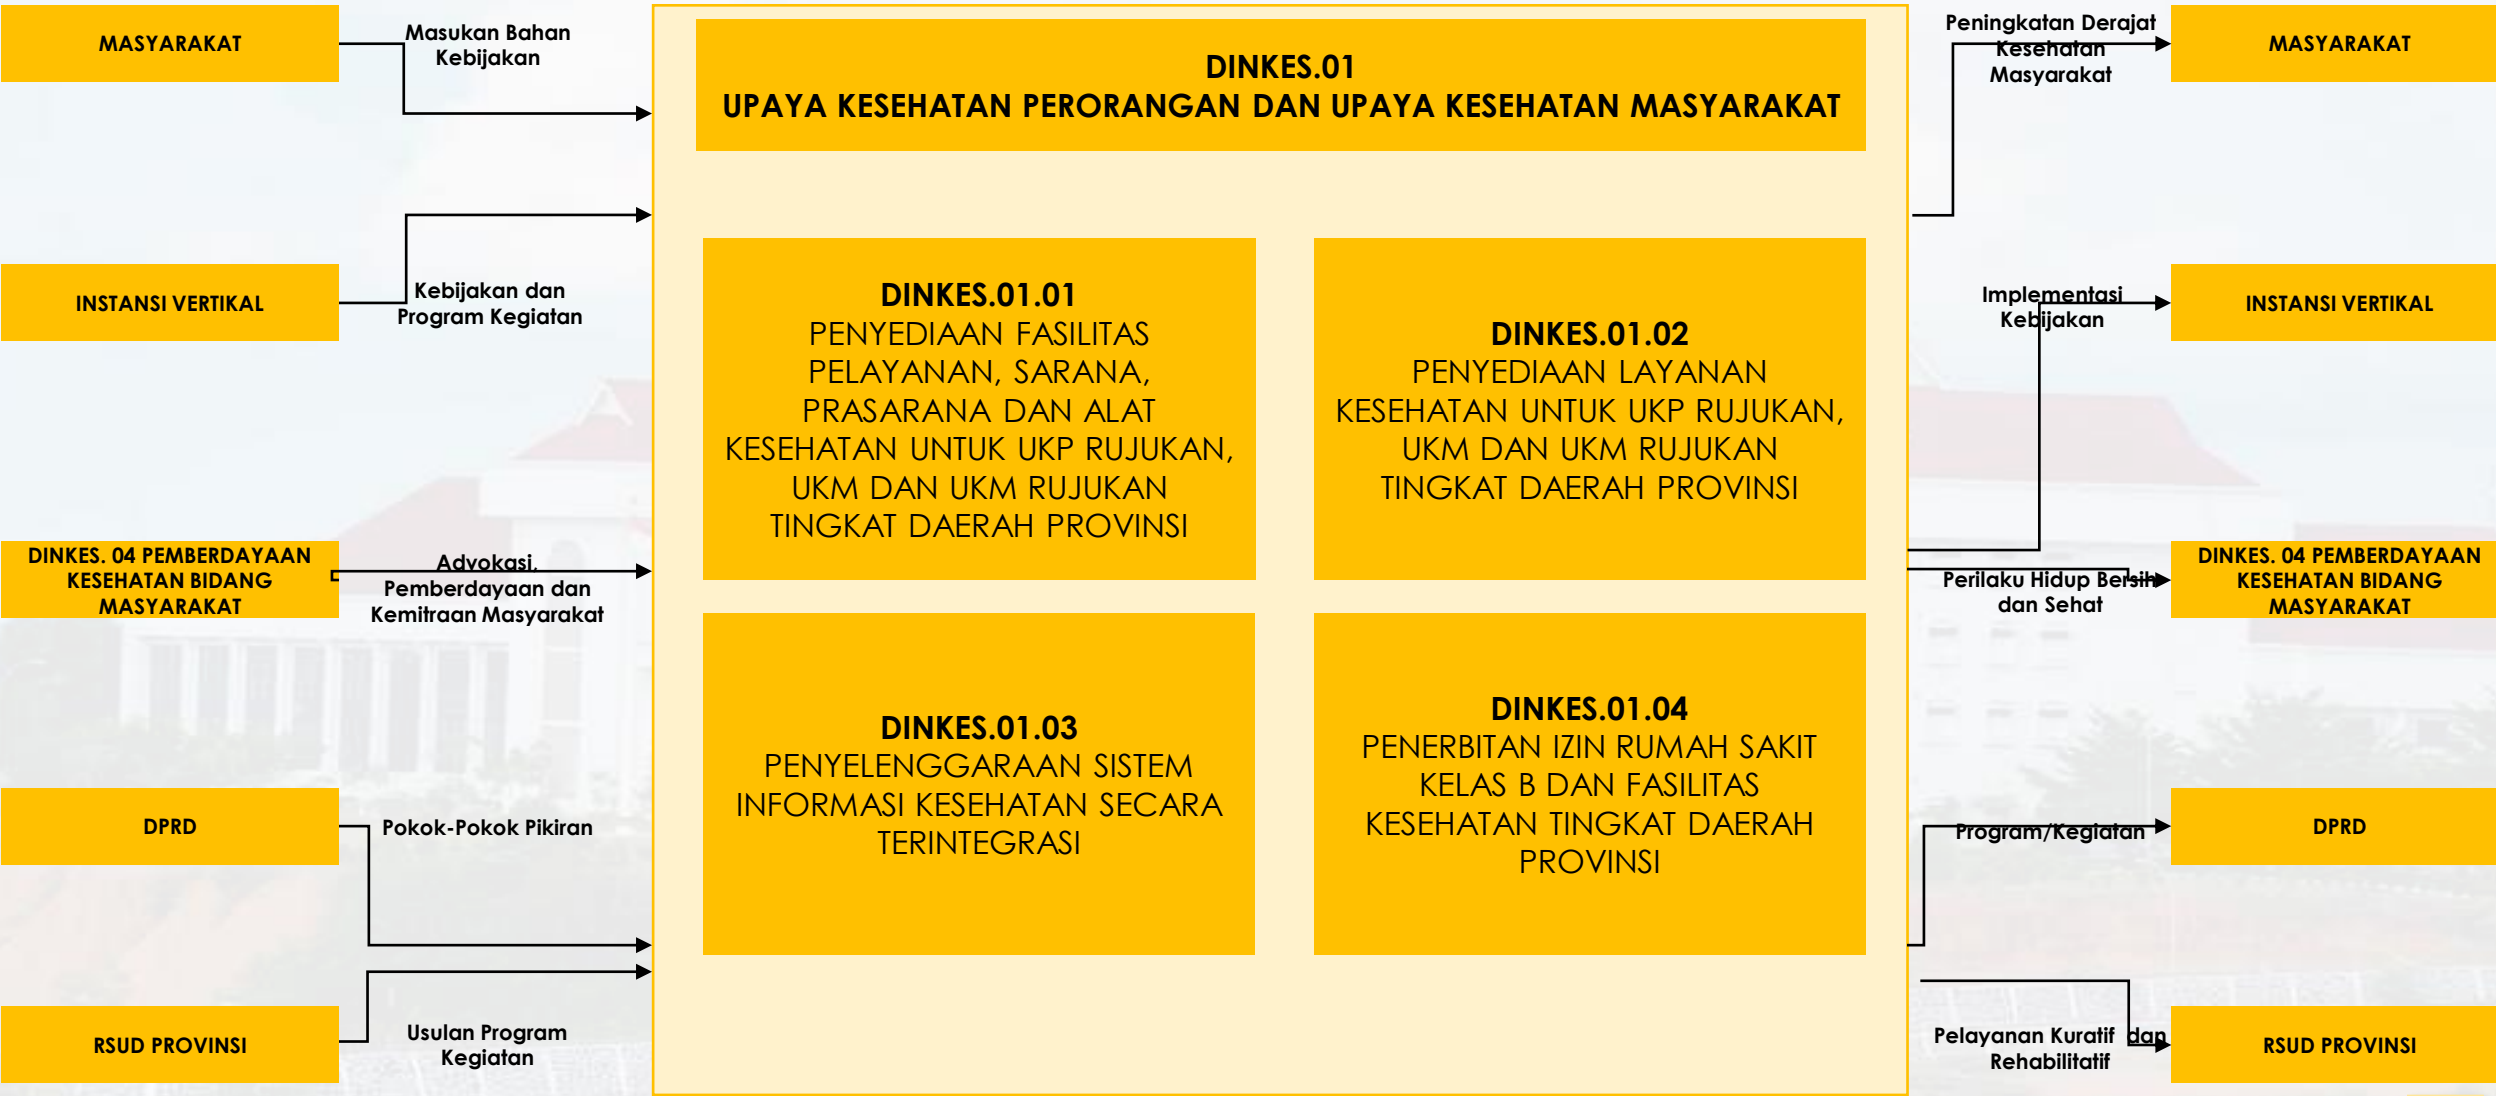 MASYARAKAT
Masukan Bahan
Kebijakan
INSTANSI VERTIKAL
Kebijakan dan
Program Kegiatan
DINKES. 04 PEMBERDAYAAN
KESEHATAN BIDANG
MASYARAKAT
Advokasi,
Pemberdayaan dan
Kemitraan Masyarakat
DPRD
Pokok-Pokok Pikiran
RSUD PROVINSI
Usulan Program
Kegiatan
DINKES.01
UPAYA KESEHATAN PERORANGAN DAN UPAYA KESEHATAN MASYARAKAT
DINKES.01.01
PENYEDIAAN FASILITAS
PELAYANAN, SARANA,
PRASARANA DAN ALAT
KESEHATAN UNTUK UKP RUJUKAN,
UKM DAN UKM RUJUKAN
TINGKAT DAERAH PROVINSI
DINKES.01.02
PENYEDIAAN LAYANAN
KESEHATAN UNTUK UKP RUJUKAN,
UKM DAN UKM RUJUKAN
TINGKAT DAERAH PROVINSI
DINKES.01.03
PENYELENGGARAAN SISTEM
INFORMASI KESEHATAN SECARA
TERINTEGRASI
DINKES.01.04
PENERBITAN IZIN RUMAH SAKIT
KELAS B DAN FASILITAS
KESEHATAN TINGKAT DAERAH
PROVINSI
Peningkatan Derajat
Kesehatan
Masyarakat
MASYARAKAT
Implementasi
Kebijakan
INSTANSI VERTIKAL
Perilaku Hidup Bersih
dan Sehat
DINKES. 04 PEMBERDAYAAN
KESEHATAN BIDANG
MASYARAKAT
Program/Kegiatan
DPRD
Pelayanan Kuratif dan
Rehabilitatif
RSUD PROVINSI